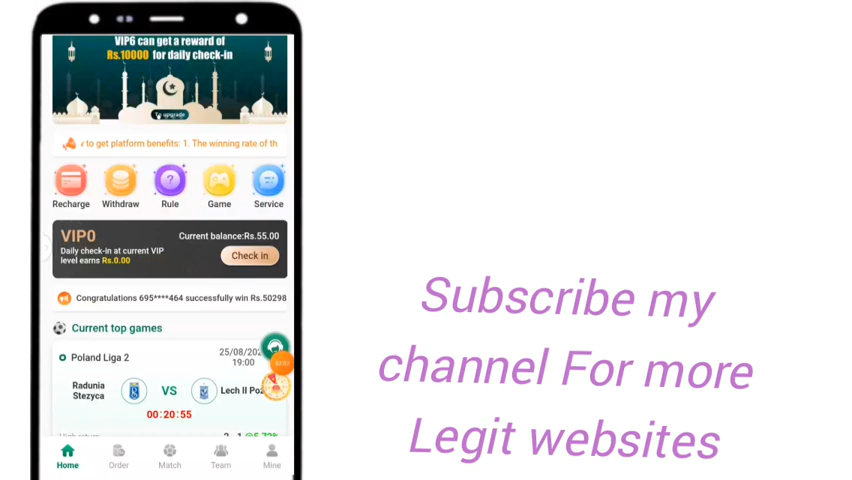 VIP6 can get a reward of
Rs.10000 for daily check-in
To upgrade
to get platform benefits: 1. The winning rate of th
Recharge Withdraw Rule Game Service
VIP0
Current balance:Rs.55.00
Daily check-in at current VIP
level earns Rs.0.00
Check in
Congratulations 695****464 successfully win Rs.50298
Current top games
Poland Liga 2
25/08/202
19:00
Radunia
Stezyca
VS
Lech II Poz
00:20:55
Home Order Match Team Mine
Subscribe my
channel For more
Legit websites